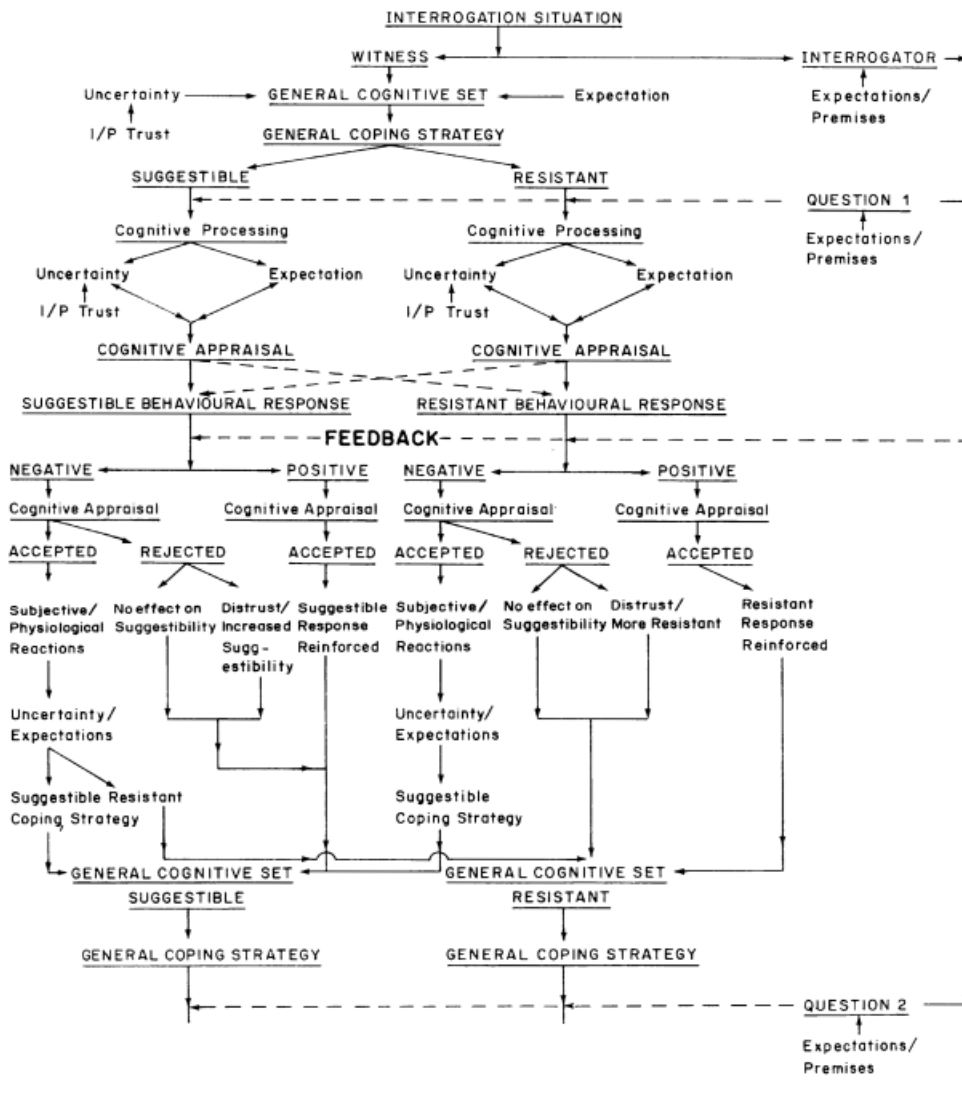 INTERROGATION SITUATION
WITNESS
INTERROGATOR
Uncertainty
GENERAL COGNITIVE SET
Expectation
Expectations/
Premises
I/P Trust
GENERAL COPING STRATEGY
SUGGESTIBLE
RESISTANT
QUESTION 1
Cognitive Processing
Cognitive Processing
Expectations/
Premises
Uncertainty
Expectation
Uncertainty
Expectation
I/P Trust
I/P Trust
COGNITIVE APPRAISAL
COGNITIVE APPRAISAL
SUGGESTIBLE BEHAVIOURAL RESPONSE
RESISTANT BEHAVIOURAL RESPONSE
FEEDBACK
NEGATIVE
POSITIVE
NEGATIVE
POSITIVE
Cognitive Appraisal
Cognitive Appraisal
Cognitive Appraisal
Cognitive Appraisal
ACCEPTED
REJECTED
ACCEPTED
ACCEPTED
REJECTED
ACCEPTED
Subjective/
Physiological
Reactions
No effect on
Suggestibility
Distrust/
Increased
Sugg-
estibility
Suggestible
Response
Reinforced
Subjective/
Physiological
Reactions
No effect on
Suggestibility
Distrust/
More Resistant
Resistant
Response
Reinforced
Uncertainty/
Expectations
Uncertainty/
Expectations
Suggestible Resistant
Coping Strategy
Suggestible
Coping Strategy
GENERAL COGNITIVE SET
GENERAL COGNITIVE SET
SUGGESTIBLE
RESISTANT
GENERAL COPING STRATEGY
GENERAL COPING STRATEGY
QUESTION 2
Expectations/
Premises